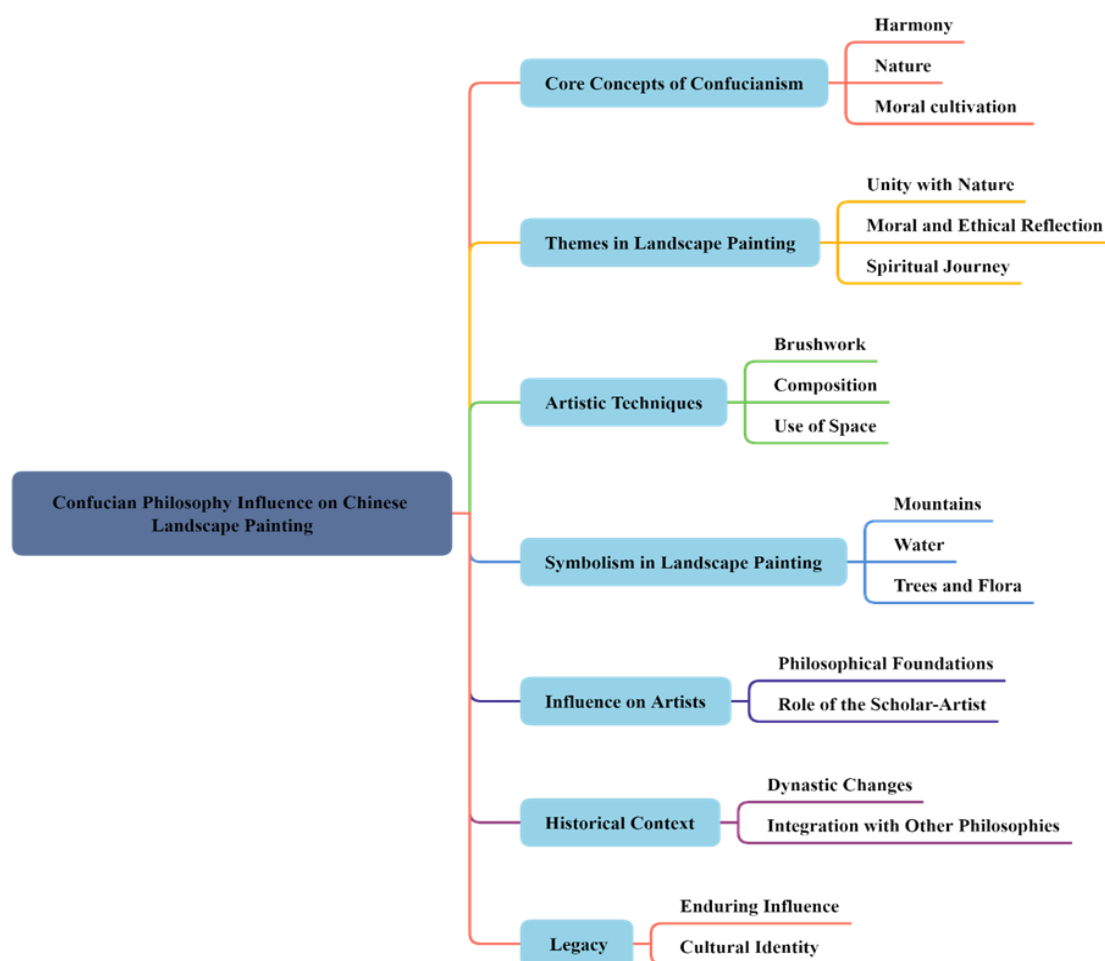 Confucian Philosophy Influence on Chinese
Landscape Painting
Core Concepts of Confucianism
Harmony
Nature
Moral cultivation
Themes in Landscape Painting
Unity with Nature
Moral and Ethical Reflection
Spiritual Journey
Artistic Techniques
Brushwork
Composition
Use of Space
Symbolism in Landscape Painting
Mountains
Water
Trees and Flora
Influence on Artists
Philosophical Foundations
Role of the Scholar-Artist
Historical Context
Dynastic Changes
Integration with Other Philosophies
Legacy
Enduring Influence
Cultural Identity